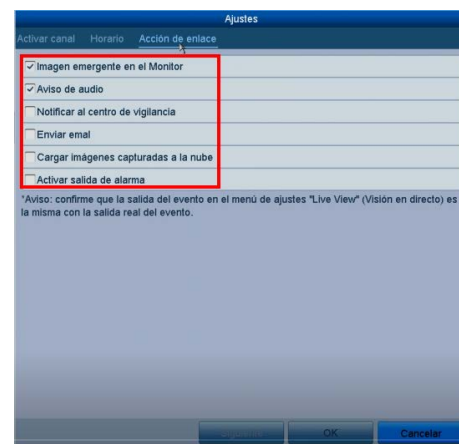 Ajustes
Activar canal Horario Acción de enlace
Imagen emergente en el Monitor
Aviso de audio
Notificar al centro de vigilancia
Enviar emal
Cargar imágenes capturadas a la nube
Activar salida de alarma
*Aviso: confirme que la salida del evento en el menú de ajustes "Live View" (Visión en directo) es
la misma con la salida real del evento.
OK Cancelar